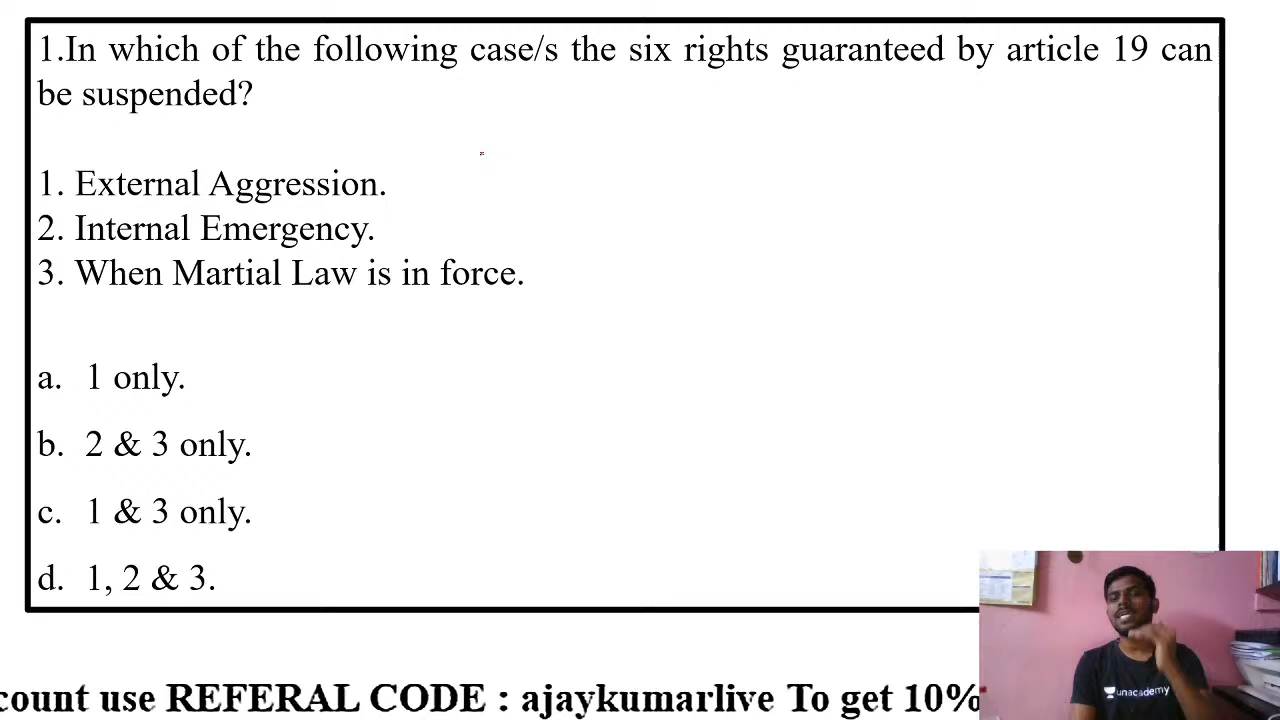 1.In which of the following case/s the six rights guaranteed by article 19 can
be suspended?
1. External Aggression.
2. Internal Emergency.
3. When Martial Law is in force.
a. 1 only.
b. 2 & 3 only.
c. 1 & 3 only.
d. 1, 2 & 3.
unacademy
count use REFERAL CODE : ajaykumarlive To get 10%